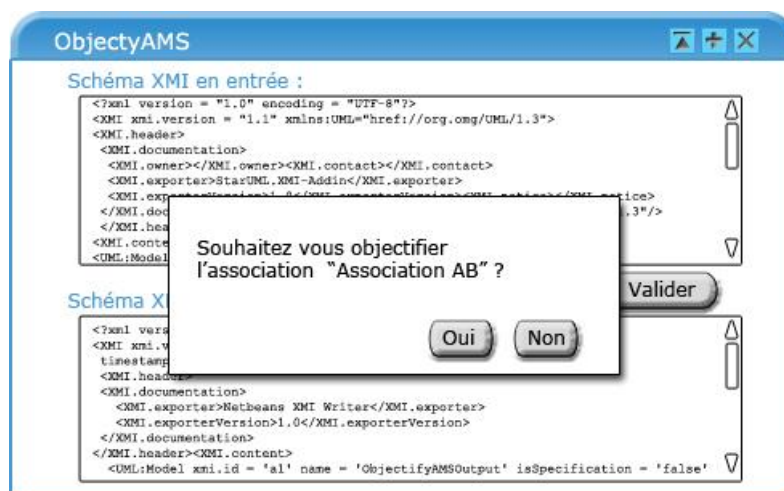 ObjectyAMS
Schéma XMI en entrée :
<?xml version = "1.0" encoding = "UTF-8"?>
<XMI xmi.version = "1.1" xmlns:UML="href://org.omg/UML/1.3">
<XMI.header>
<XMI.documentation>
<XMI.owner></XMI.owner><XMI.contact></XMI.contact>
<XMI.exporter>StarUML.XMI-Addin</XMI.exporter>
</XMI.doc .3"/>
</XMI.hea
<XMI.conte
<UML:Model
Souhaitez vous objectifier
l'association "Association AB" ?
Oui Non
Valider
Schéma XM
<?xml vers
<XMI xmi.v
timestamp
<XMI.header>
<XMI.documentation>
<XMI.exporter>Netbeans XMI Writer</XMI.exporter>
<XMI.exporterVersion>1.0</XMI.exporterVersion>
</XMI.documentation>
</XMI.header><XMI.content>
<UML:Model xmi.id = 'a1' name = 'ObjectifyAMSOutput' isSpecification = 'false'